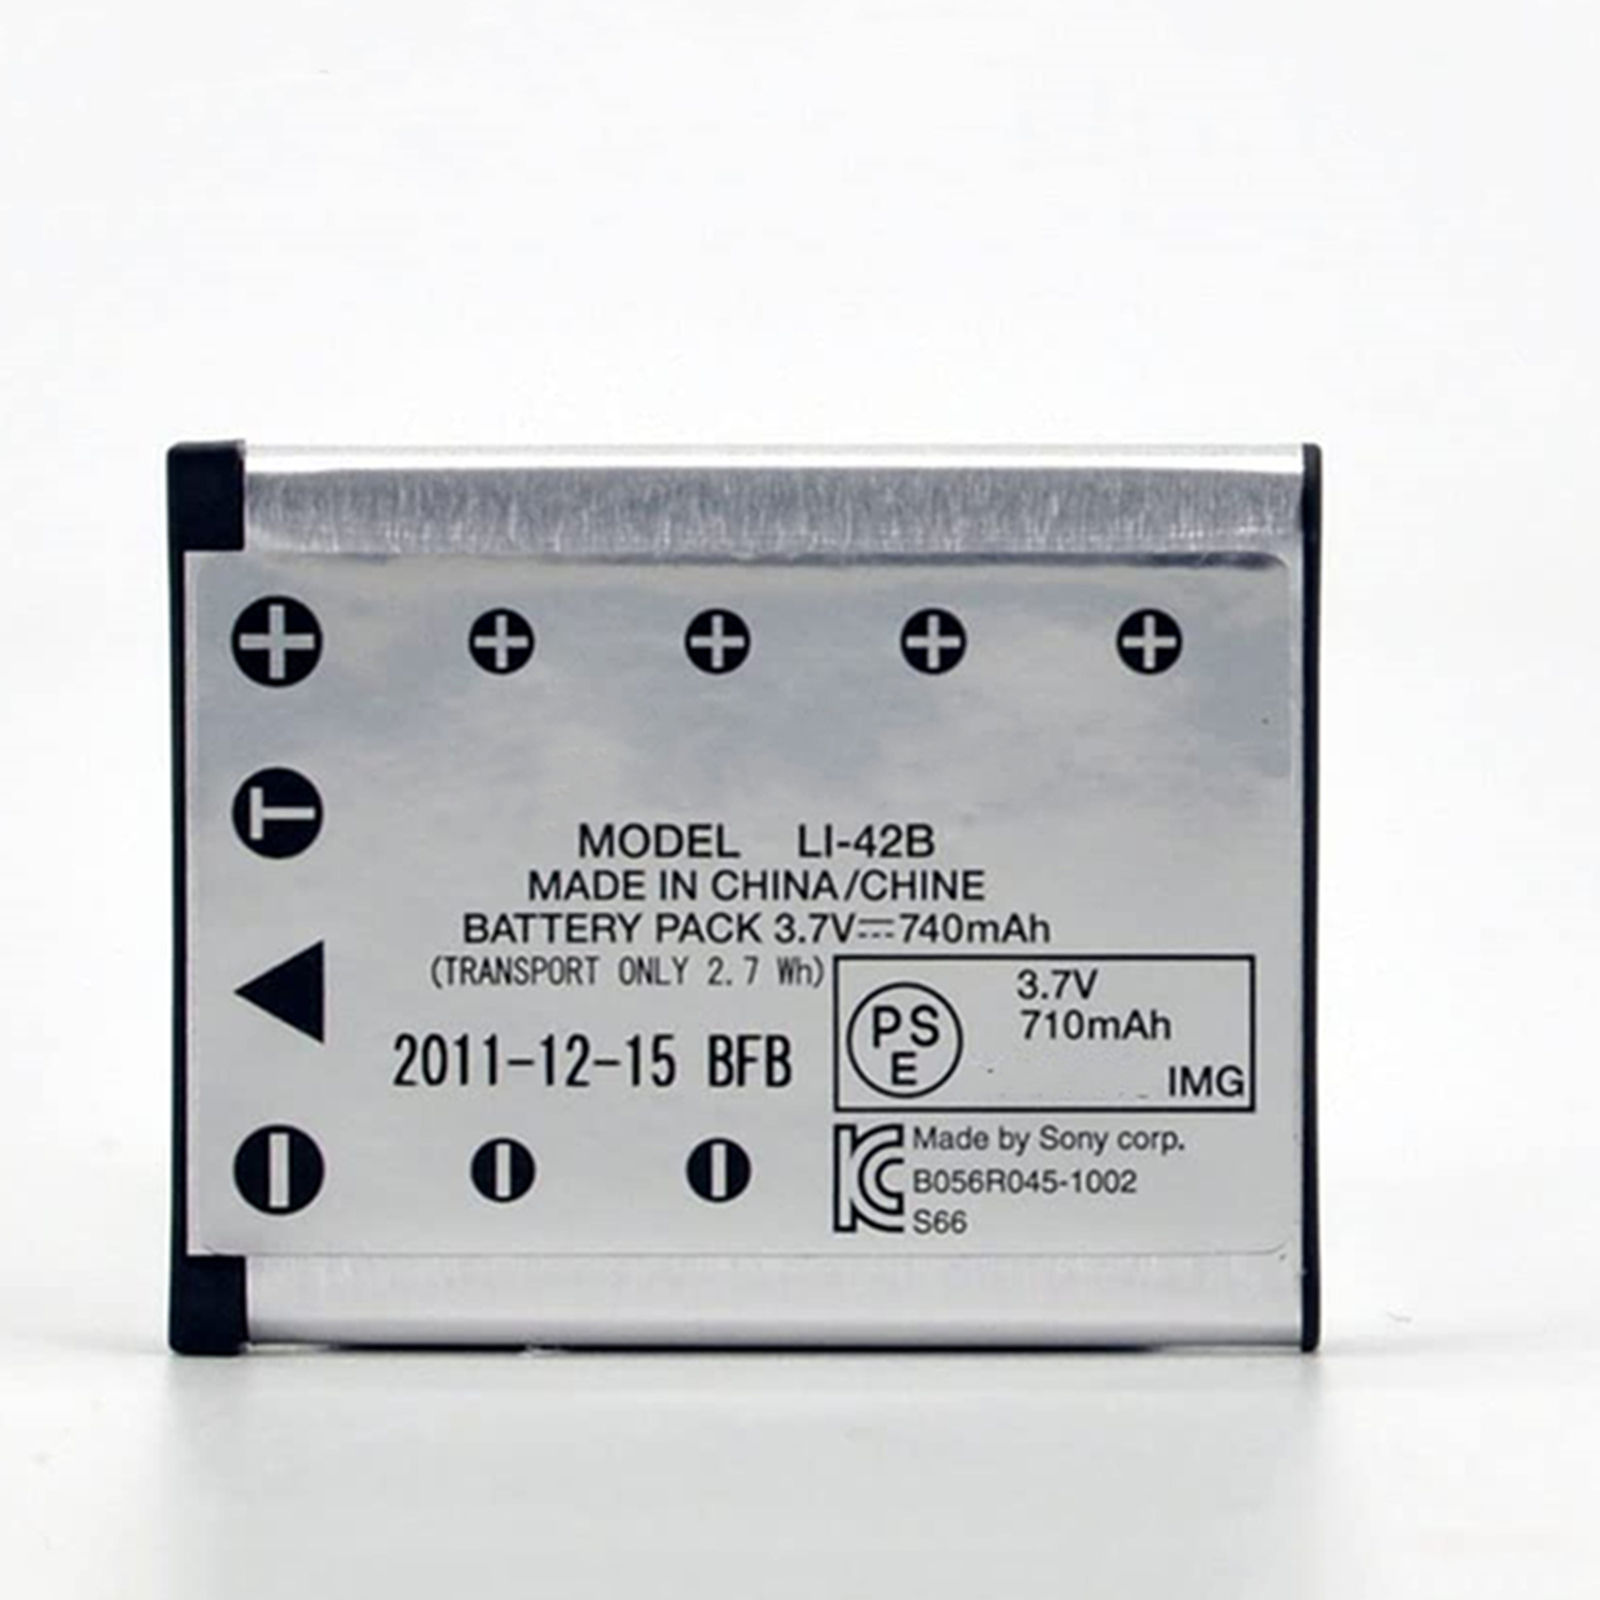 T
MODEL LI-42B
MADE IN CHINA/CHINE
BATTERY PACK 3.7V⎓740mAh
(TRANSPORT ONLY 2.7 Wh)
2011-12-15 BFB
PS
E
3.7V
710mAh
IMG
KC
Made by Sony corp.
B056R045-1002
S66